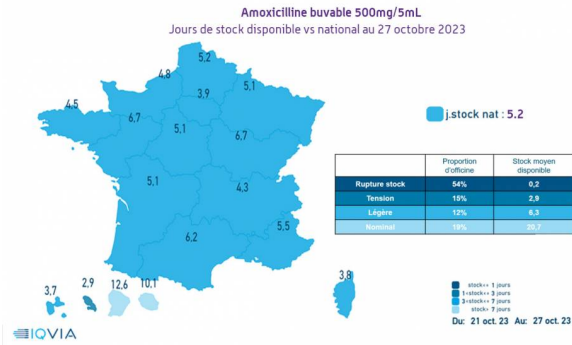 Amoxicilline buvable 500mg/5mL
Jours de stock disponible vs national au 27 octobre 2023
5,2
4,8
5,1
3,9
4,5
6,7
5,1
6,7
5,1
4,3
6,2
5,5
3,8
3,7
2,9
12,6
10,1
j.stock nat : 5.2
Proportion d'officine
Stock moyen disponible
Rupture stock 54% 0,2
Tension 15% 2,9
Légère 12% 6,3
Nominal 19% 20,7
stock<= 1 jours
1<stock<= 3 jours
3<stock<= 7 jours
stock> 7 jours
Du: 21 oct. 23 Au: 27 oct. 23
IQVIA